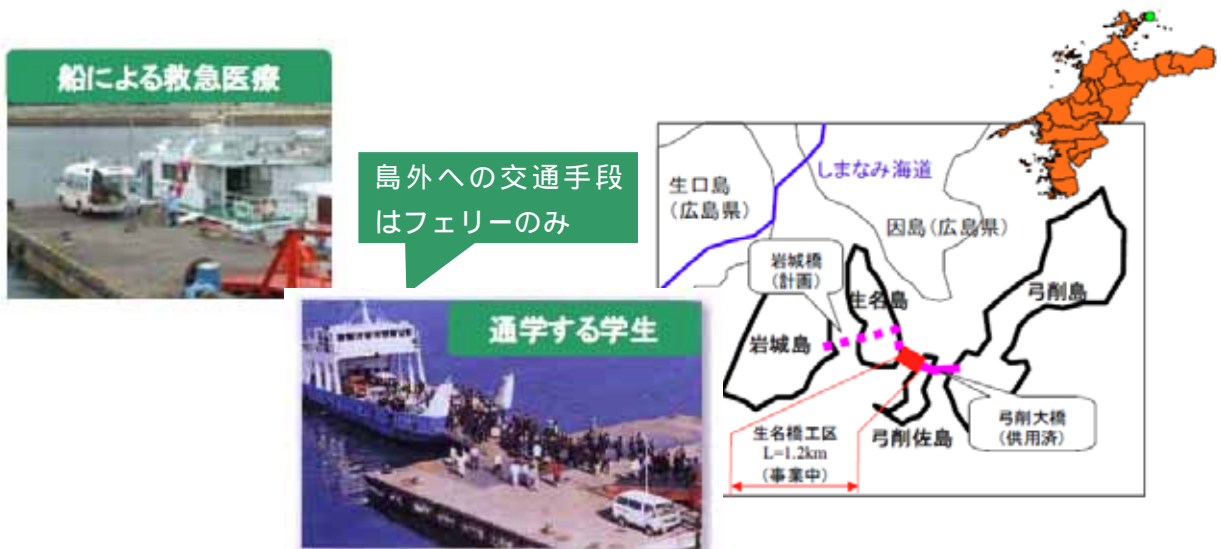 船による救急医療
島外への交通手段
はフェリーのみ
通学する学生
しまなみ海道
生口島
(広島県)
因島(広島県)
岩城橋
(計画)
生名島
弓削島
岩城島
弓削佐島
弓削大橋
(供用済)
生名橋工区
L=1.2km
(事業中)